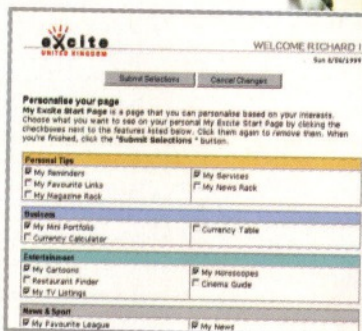 excite
UNITED KINGDOM
WELCOME RICHARD !
Sun 6/06/1999
Submit Selections
Cancel Changes
Personalise your page
My Excite Start Page is a page that you can personalise based on your interests.
Choose what you want to see on your personal My Excite Start Page by clicking the
checkboxes next to the features listed below. Click them again to remove them. When
you're finished, click the "Submit Selections " button.
Personal Tips
My Reminders
My Services
My Favourite Links
My News Rack
My Magazine Rack
Business
My Mini Portfolio
Currency Table
Currency Calculator
Entertainment
My Cartoons
My Horoscopes
Restaurant Finder
Cinema Guide
My TV Listings
News & Sport
My Favourite League
My News